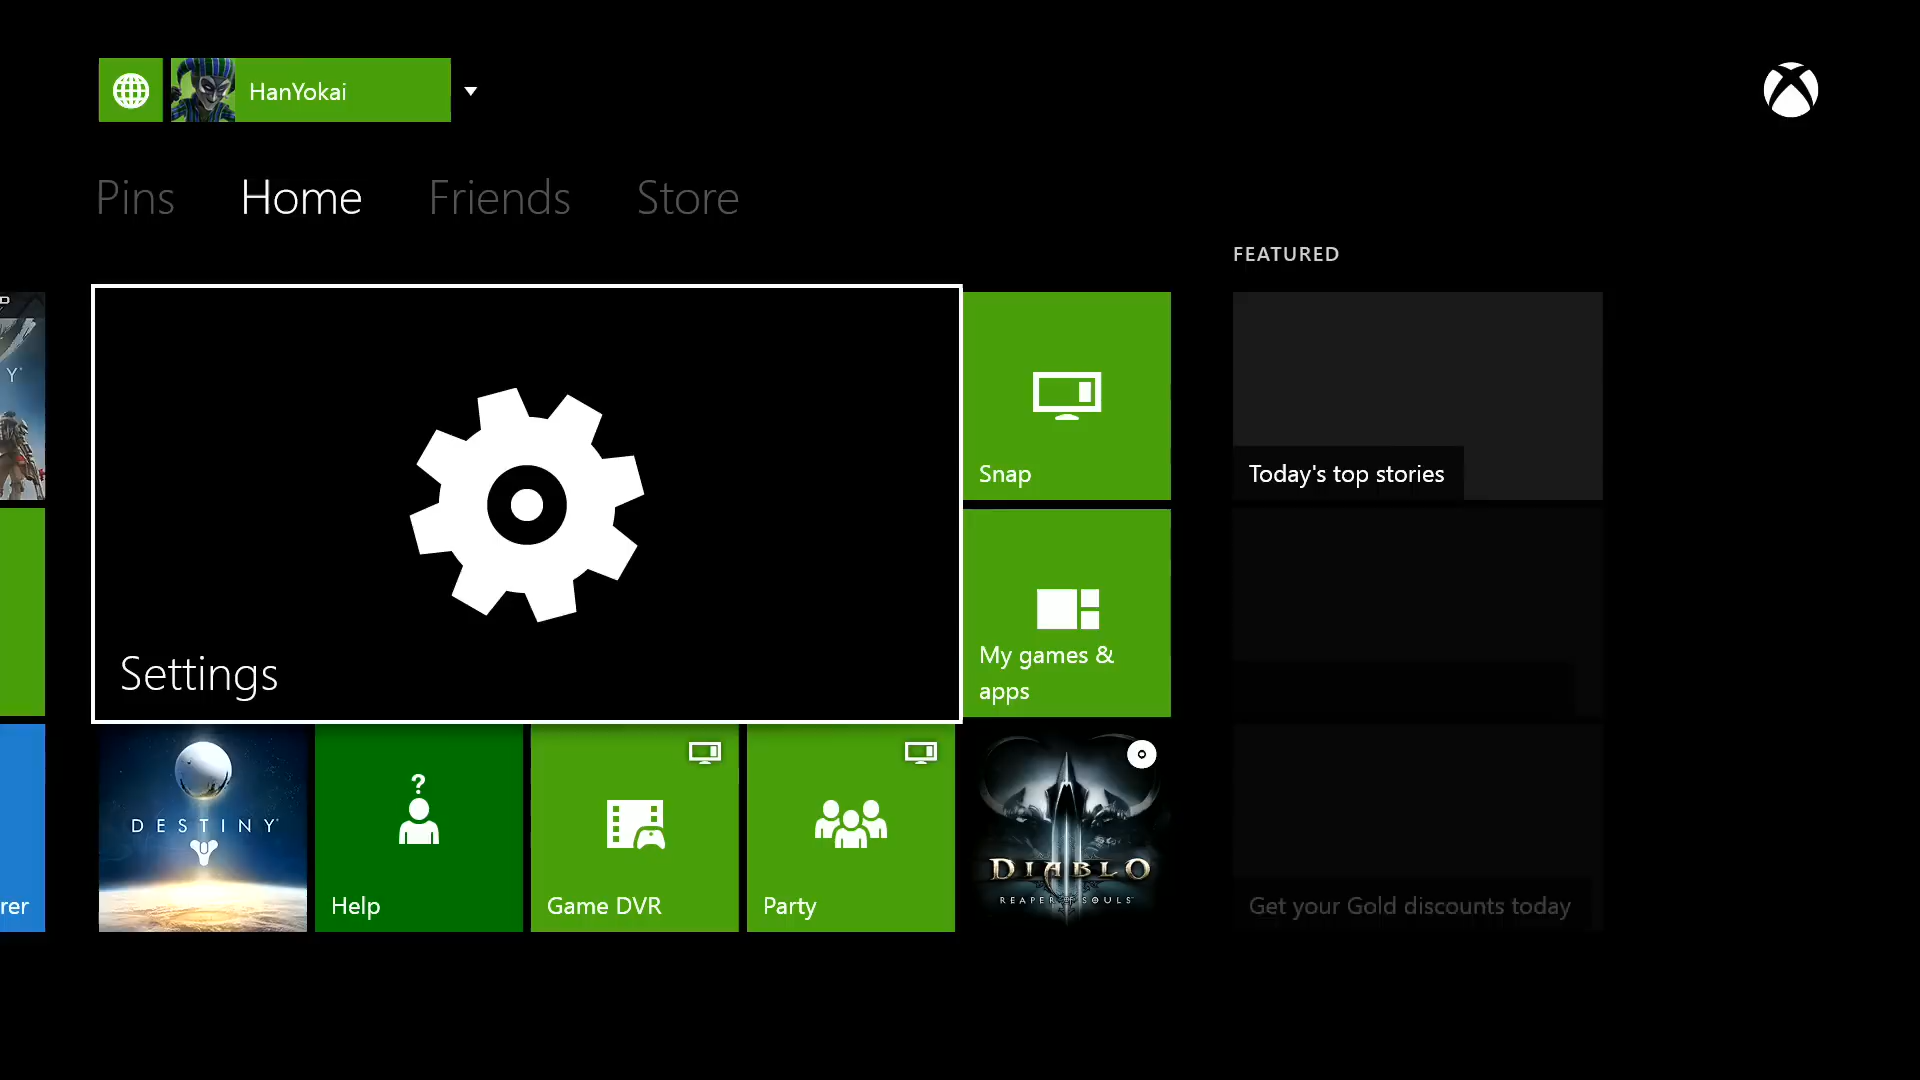 HanYokai
Pins
Home
Friends
Store
FEATURED
Y
Settings
Snap
Today's top stories
My games &
apps
rer
DESTINY
Help
Game DVR
Party
DIABLO
REAPER OF SOULS
Get your Gold discounts today